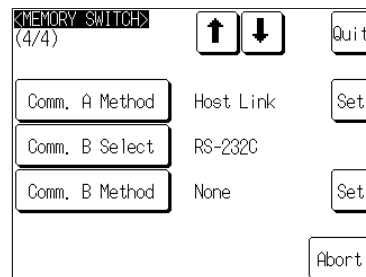 <MEMORY SWITCH>
(4/4)
Quit
Comm. A Method Host Link Set
Comm. B Select RS-232C
Comm. B Method None Set
Abort